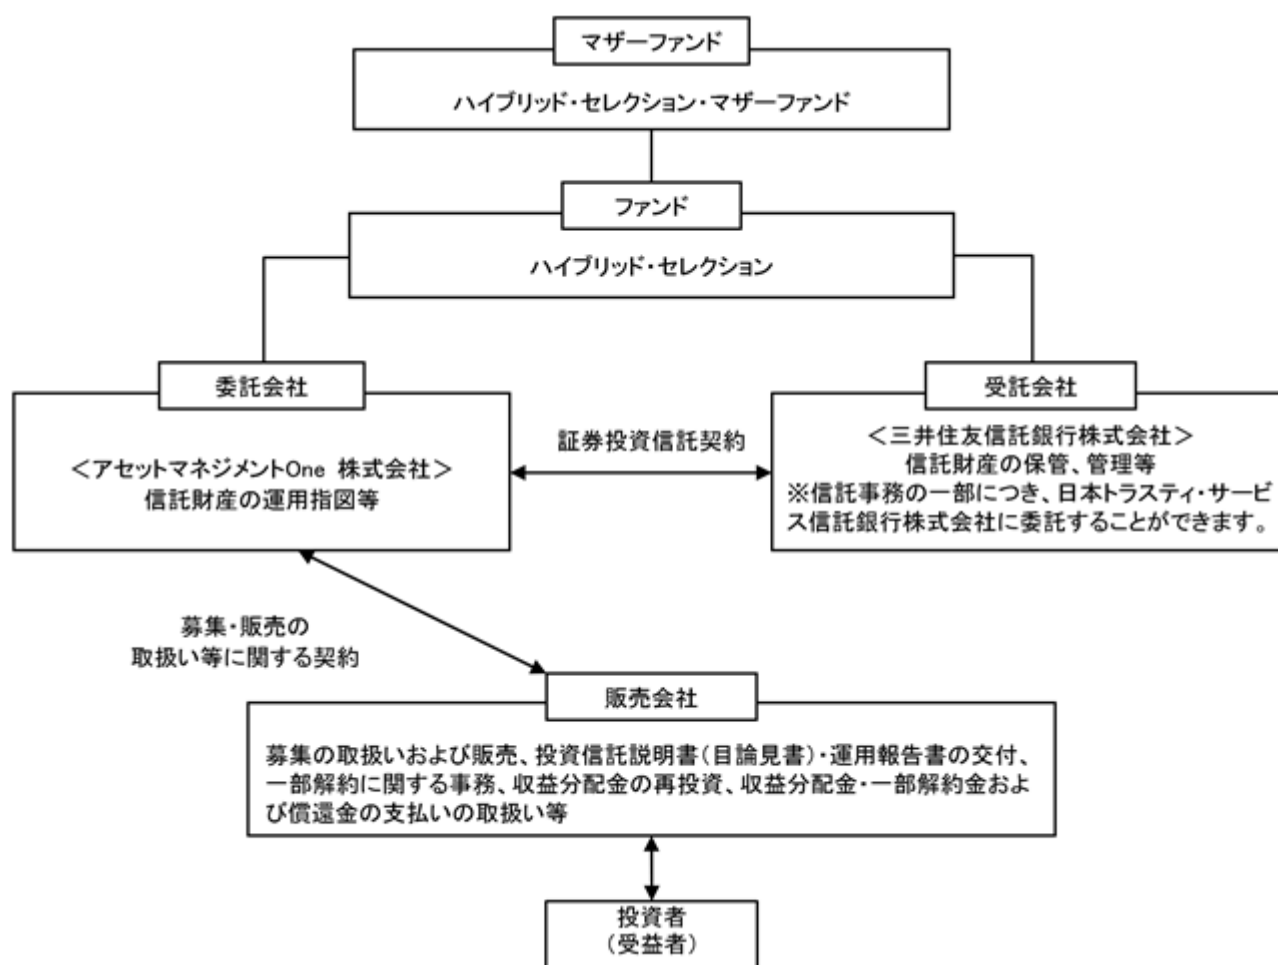 マザーファンド
ハイブリッド・セレクション・マザーファンド
ファンド
ハイブリッド・セレクション
委託会社
＜アセットマネジメントOne 株式会社＞
信託財産の運用指図等
証券投資信託契約
受託会社
＜三井住友信託銀行株式会社＞
信託財産の保管、管理等
※信託事務の一部につき、日本トラスティ・サービ
ス信託銀行株式会社に委託することができます。
募集・販売の
取扱い等に関する契約
販売会社
募集の取扱いおよび販売、投資信託説明書（目論見書）・運用報告書の交付、
一部解約に関する事務、収益分配金の再投資、収益分配金・一部解約金およ
び償還金の支払いの取扱い等
投資者
（受益者）